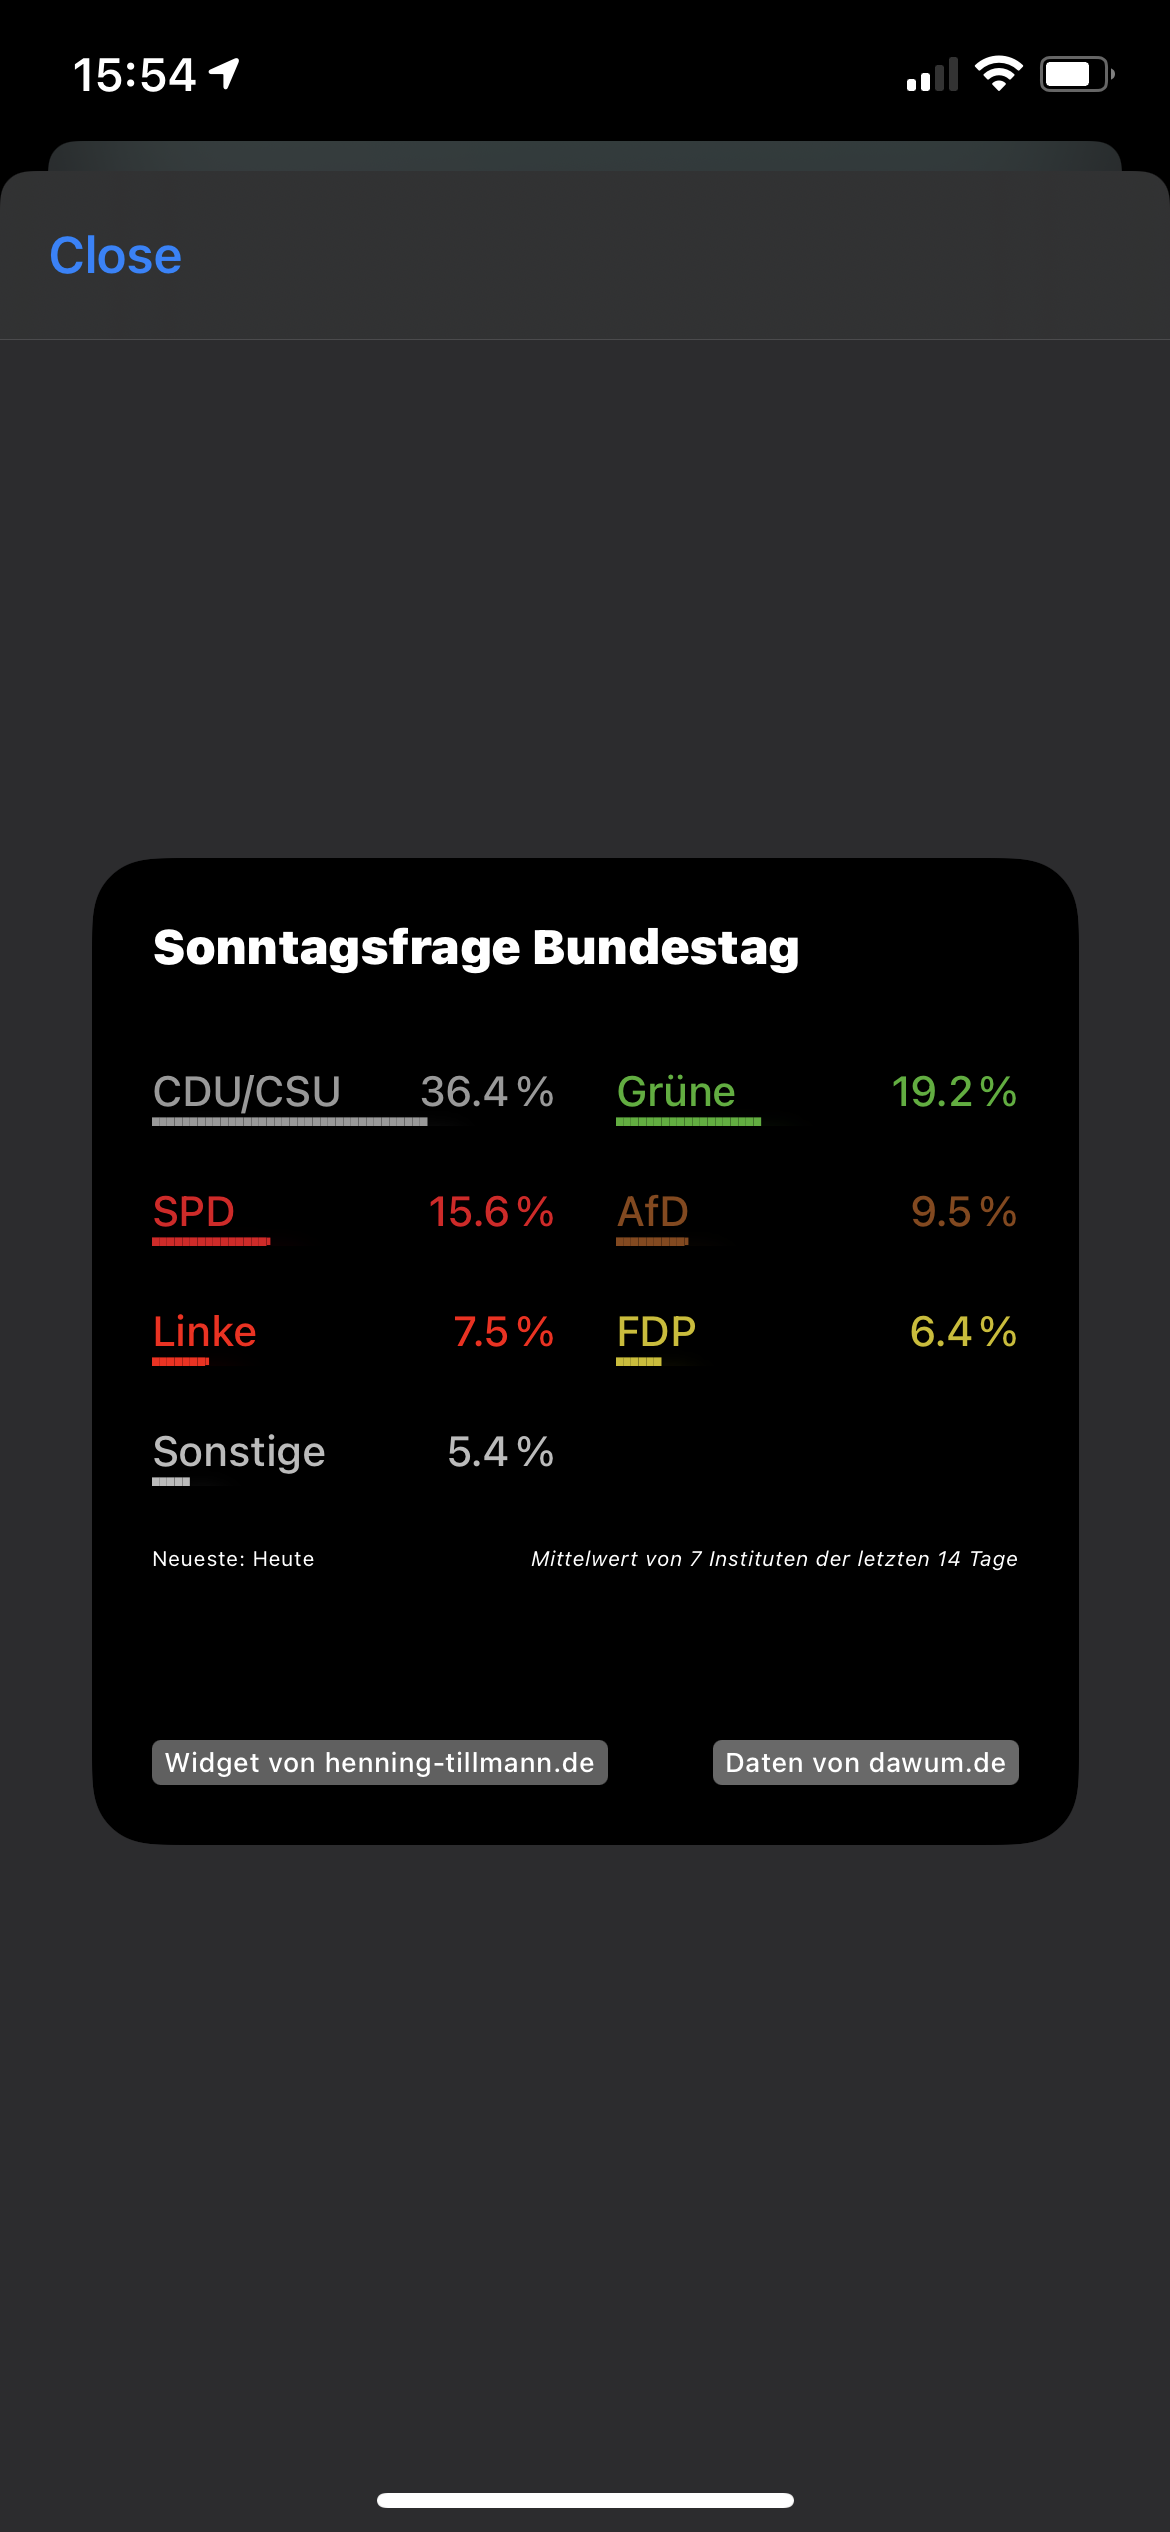 15:54
Close
Sonntagsfrage Bundestag
CDU/CSU 36.4 % Grüne 19.2 %
SPD 15.6 % AfD 9.5 %
Linke 7.5 % FDP 6.4 %
Sonstige 5.4 %
Neueste: Heute Mittelwert von 7 Instituten der letzten 14 Tage
Widget von henning-tillmann.de Daten von dawum.de